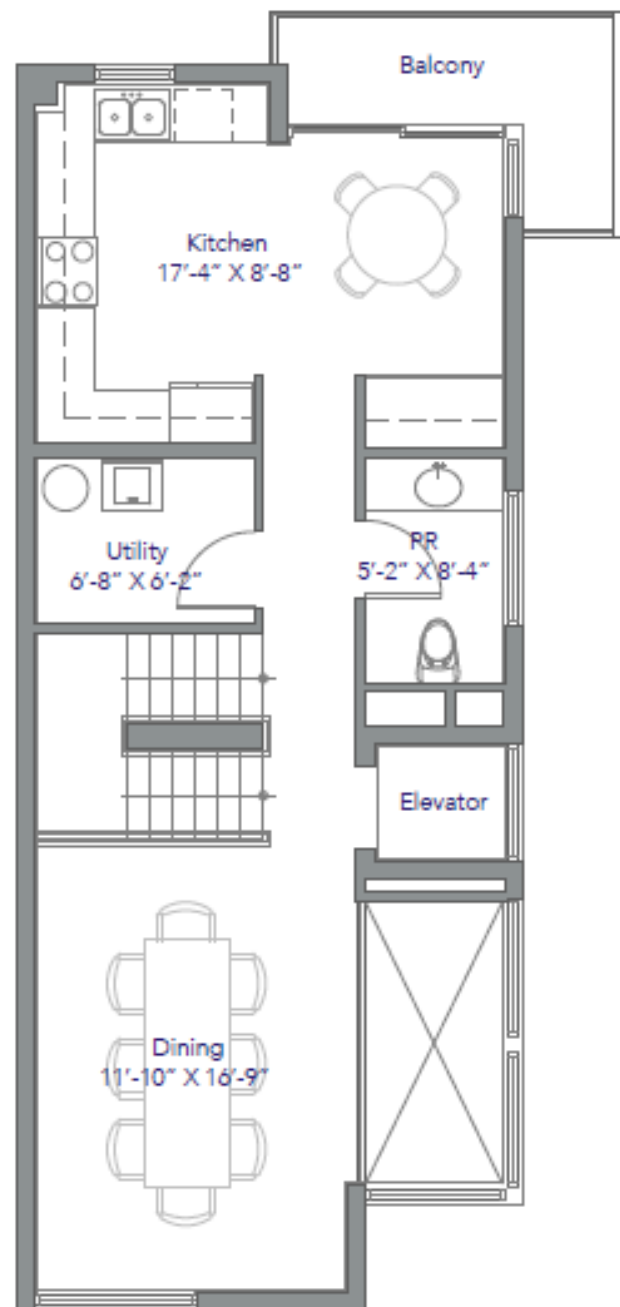 Balcony
Kitchen
17'-4" X 8'-8"
Utility
6'-8" X 6'-2"
PR
5'-2" X 8'-4"
Elevator
Dining
11'-10" X 16'-9"